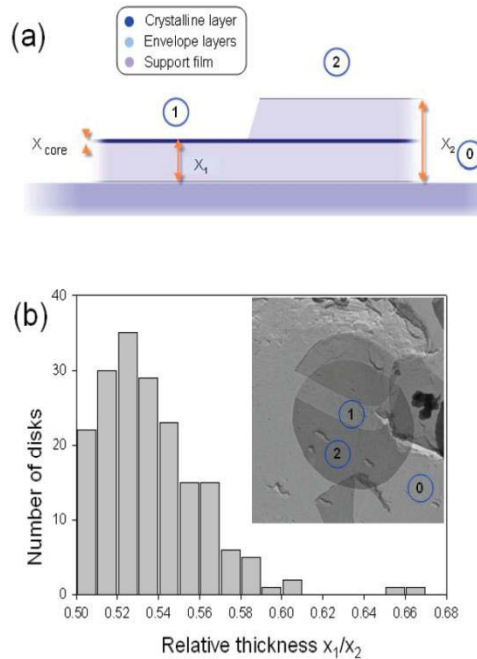 (a)
Crystalline layer
Envelope layers
Support film
2
1
X core
X1
X2
0
(b)
Number of disks
40
30
20
10
0
1
2
0
0.50 0.52 0.54 0.56 0.58 0.60 0.62 0.64 0.66 0.68
Relative thickness x1/x2